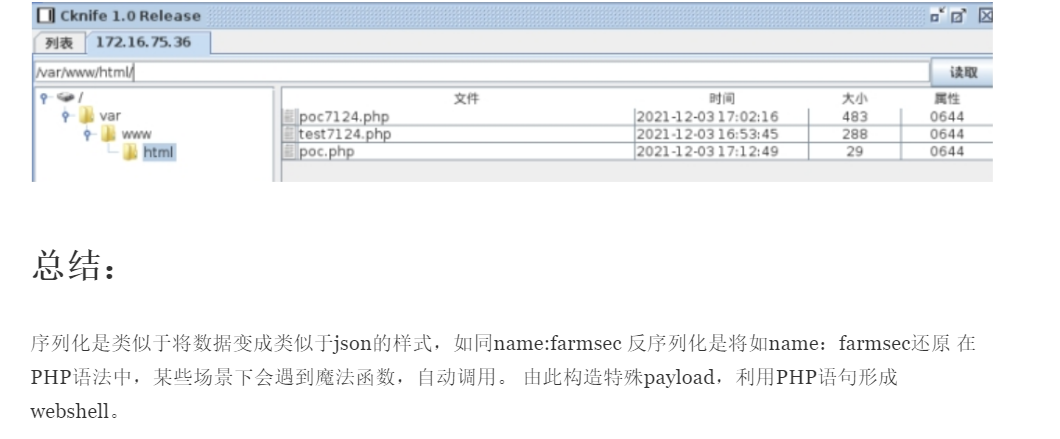 Cknife 1.0 Release
列表 172.16.75.36
/var/www/html/ 读取
/ 文件 时间 大小 属性
var poc7124.php 2021-12-03 17:02:16 483 0644
www test7124.php 2021-12-03 16:53:45 288 0644
html poc.php 2021-12-03 17:12:49 29 0644
总结：
序列化是类似于将数据变成类似于json的样式，如同name:farmsec 反序列化是将如name：farmsec还原 在
PHP语法中，某些场景下会遇到魔法函数，自动调用。 由此构造特殊payload，利用PHP语句形成
webshell。